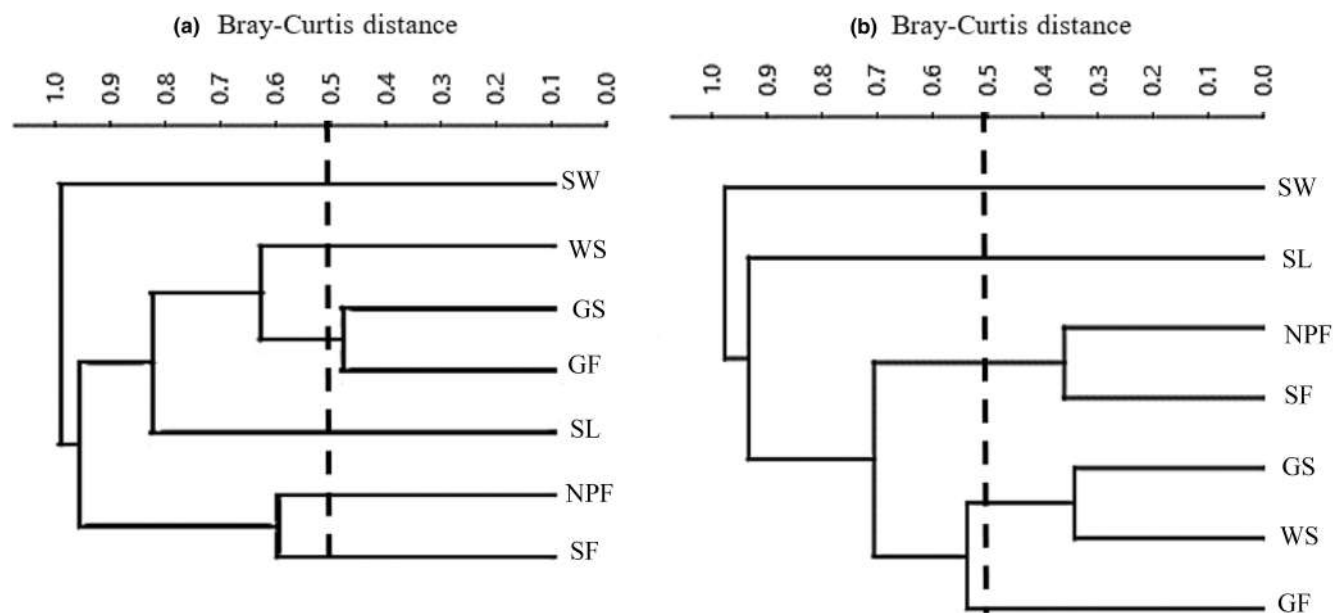 (a) Bray-Curtis distance
1.0 0.9 0.8 0.7 0.6 0.5 0.4 0.3 0.2 0.1 0.0
SW
WS
GS
GF
SL
NPF
SF
(b) Bray-Curtis distance
1.0 0.9 0.8 0.7 0.6 0.5 0.4 0.3 0.2 0.1 0.0
SW
SL
NPF
SF
GS
WS
GF